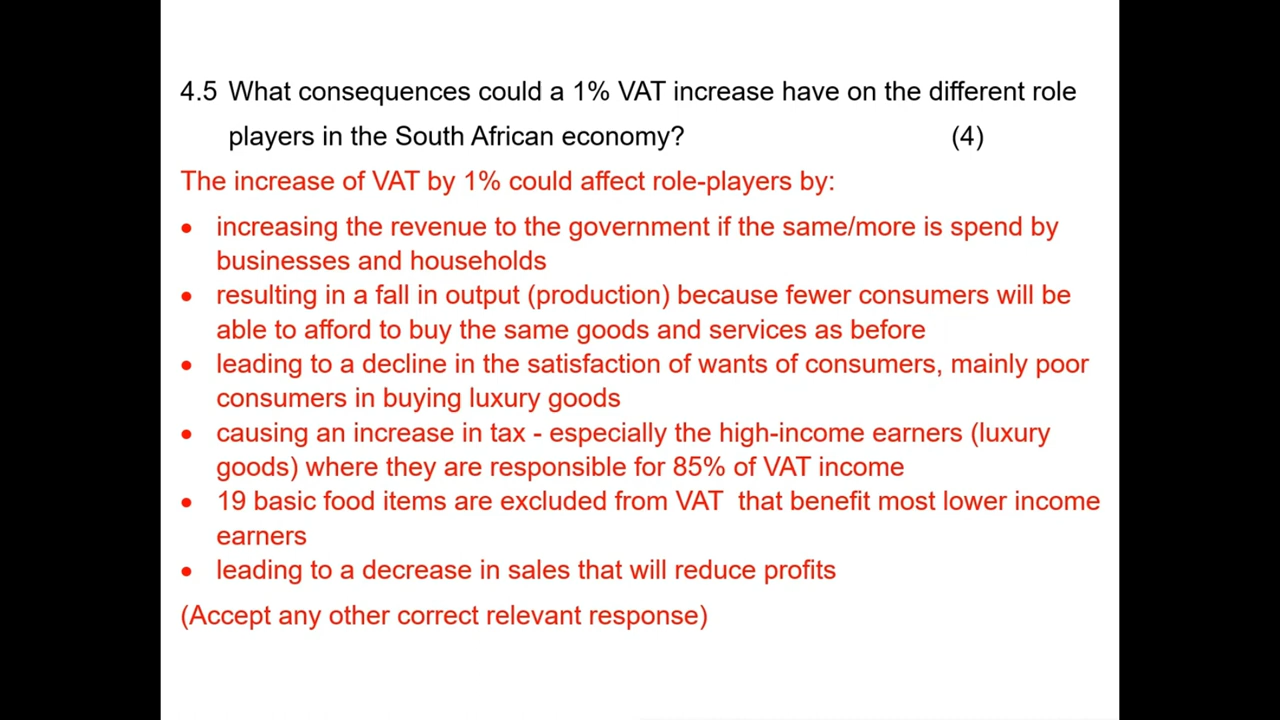 4.5 What consequences could a 1% VAT increase have on the different role
players in the South African economy? (4)
The increase of VAT by 1% could affect role-players by:
• increasing the revenue to the government if the same/more is spend by
businesses and households
• resulting in a fall in output (production) because fewer consumers will be
able to afford to buy the same goods and services as before
• leading to a decline in the satisfaction of wants of consumers, mainly poor
consumers in buying luxury goods
• causing an increase in tax - especially the high-income earners (luxury
goods) where they are responsible for 85% of VAT income
• 19 basic food items are excluded from VAT that benefit most lower income
earners
• leading to a decrease in sales that will reduce profits
(Accept any other correct relevant response)